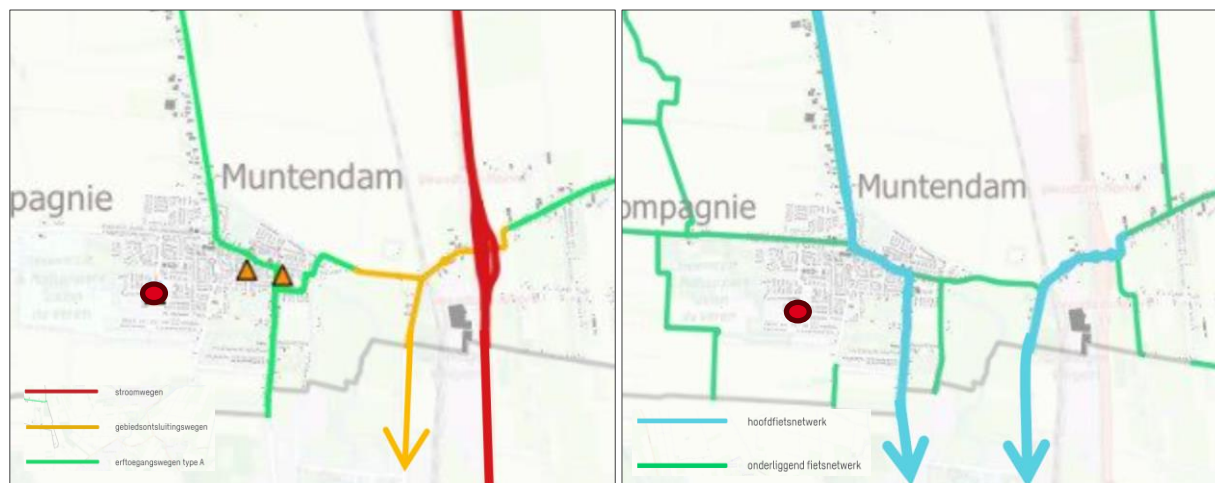 Muntendam
pagnie
stroomwegen
gebiedsontsluitingswegen
erftoegangswegen type A
Muntendam
ompagnie
hoofdfietsnetwerk
onderliggend fietsnetwerk